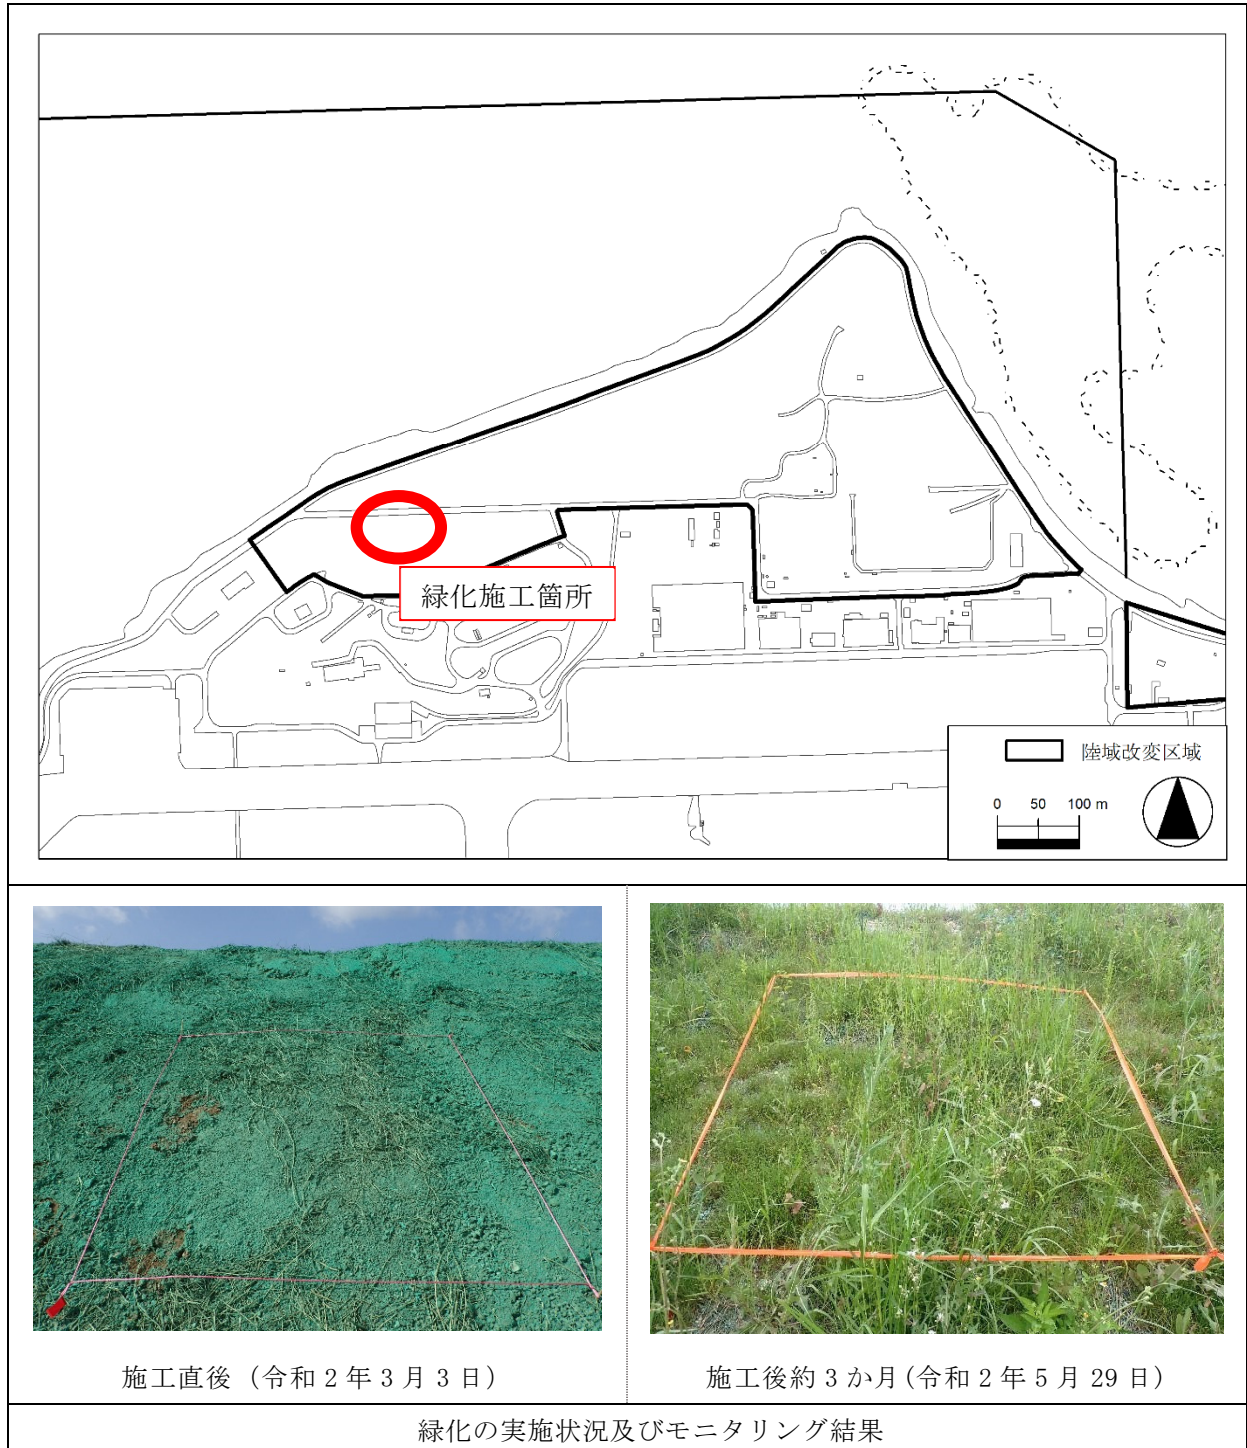 緑化施工箇所
陸域改変区域
0 50 100 m
施工直後（令和2年3月3日）
施工後約3か月(令和2年5月29日)
緑化の実施状況及びモニタリング結果